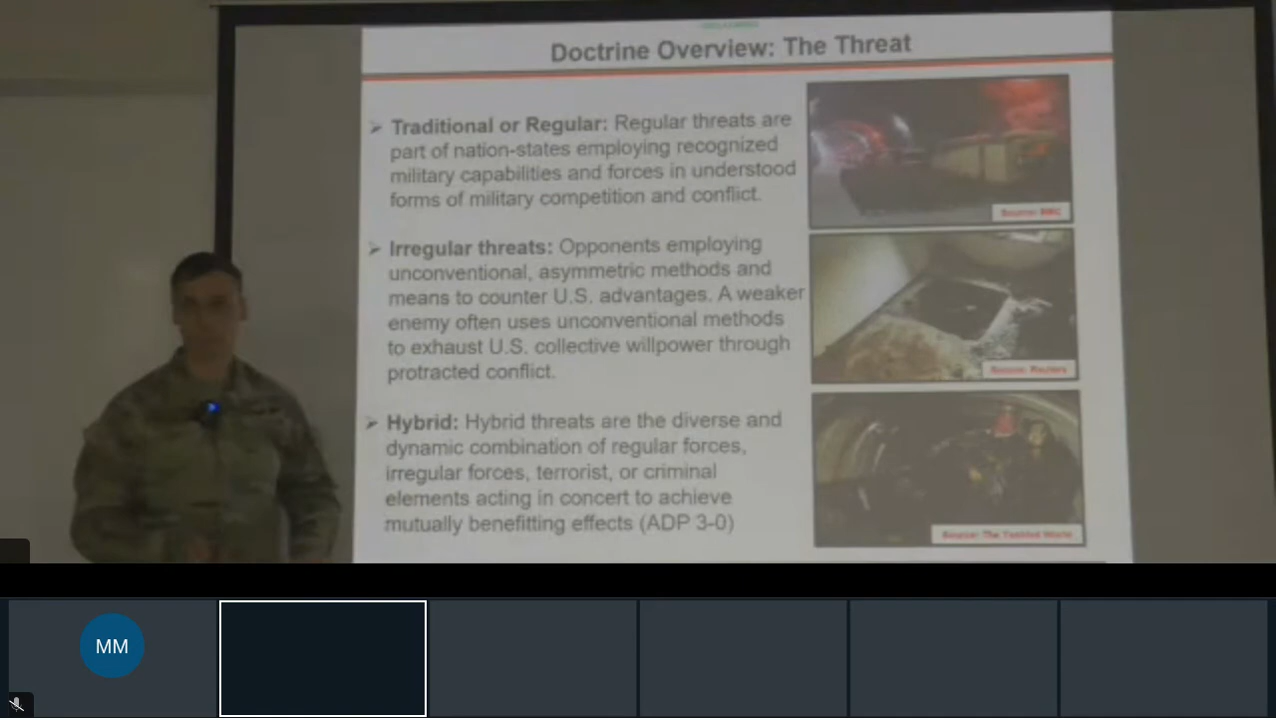 Doctrine Overview: The Threat
➢ Traditional or Regular: Regular threats are
part of nation-states employing recognized
military capabilities and forces in understood
forms of military competition and conflict.
Source: BBC
➢ Irregular threats: Opponents employing
unconventional, asymmetric methods and
means to counter U.S. advantages. A weaker
enemy often uses unconventional methods
to exhaust U.S. collective willpower through
protracted conflict.
Source: Reuters
➢ Hybrid: Hybrid threats are the diverse and
dynamic combination of regular forces,
irregular forces, terrorist, or criminal
elements acting in concert to achieve
mutually benefitting effects (ADP 3-0)
Source: The World
MM